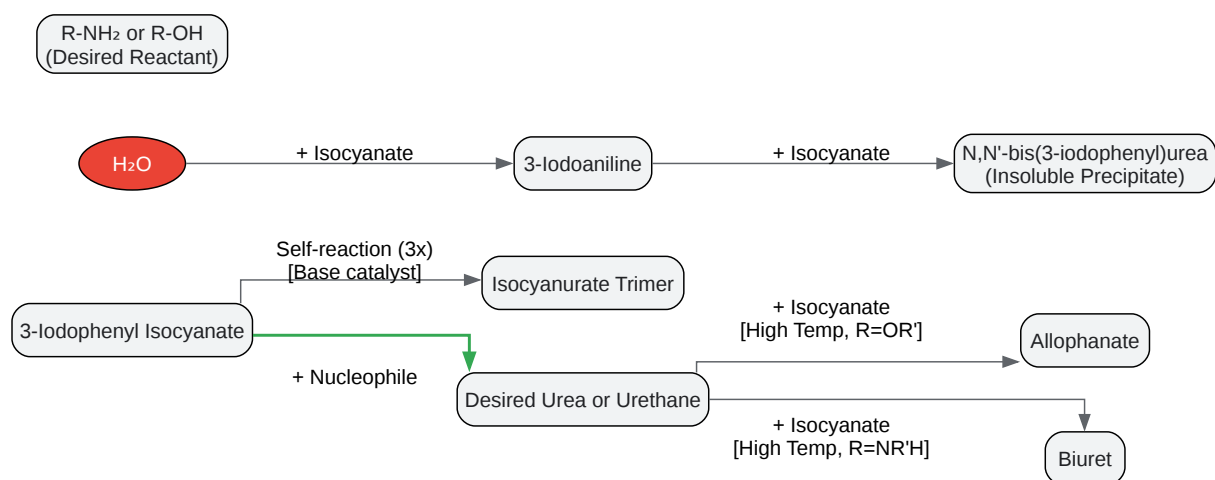 R-NH₂ or R-OH
(Desired Reactant)
H₂O
+ Isocyanate
3-Iodoaniline
+ Isocyanate
N,N'-bis(3-iodophenyl)urea
(Insoluble Precipitate)
Self-reaction (3x)
[Base catalyst]
Isocyanurate Trimer
3-Iodophenyl Isocyanate
+ Nucleophile
Desired Urea or Urethane
+ Isocyanate
[High Temp, R=OR']
Allophanate
+ Isocyanate
[High Temp, R=NR'H]
Biuret